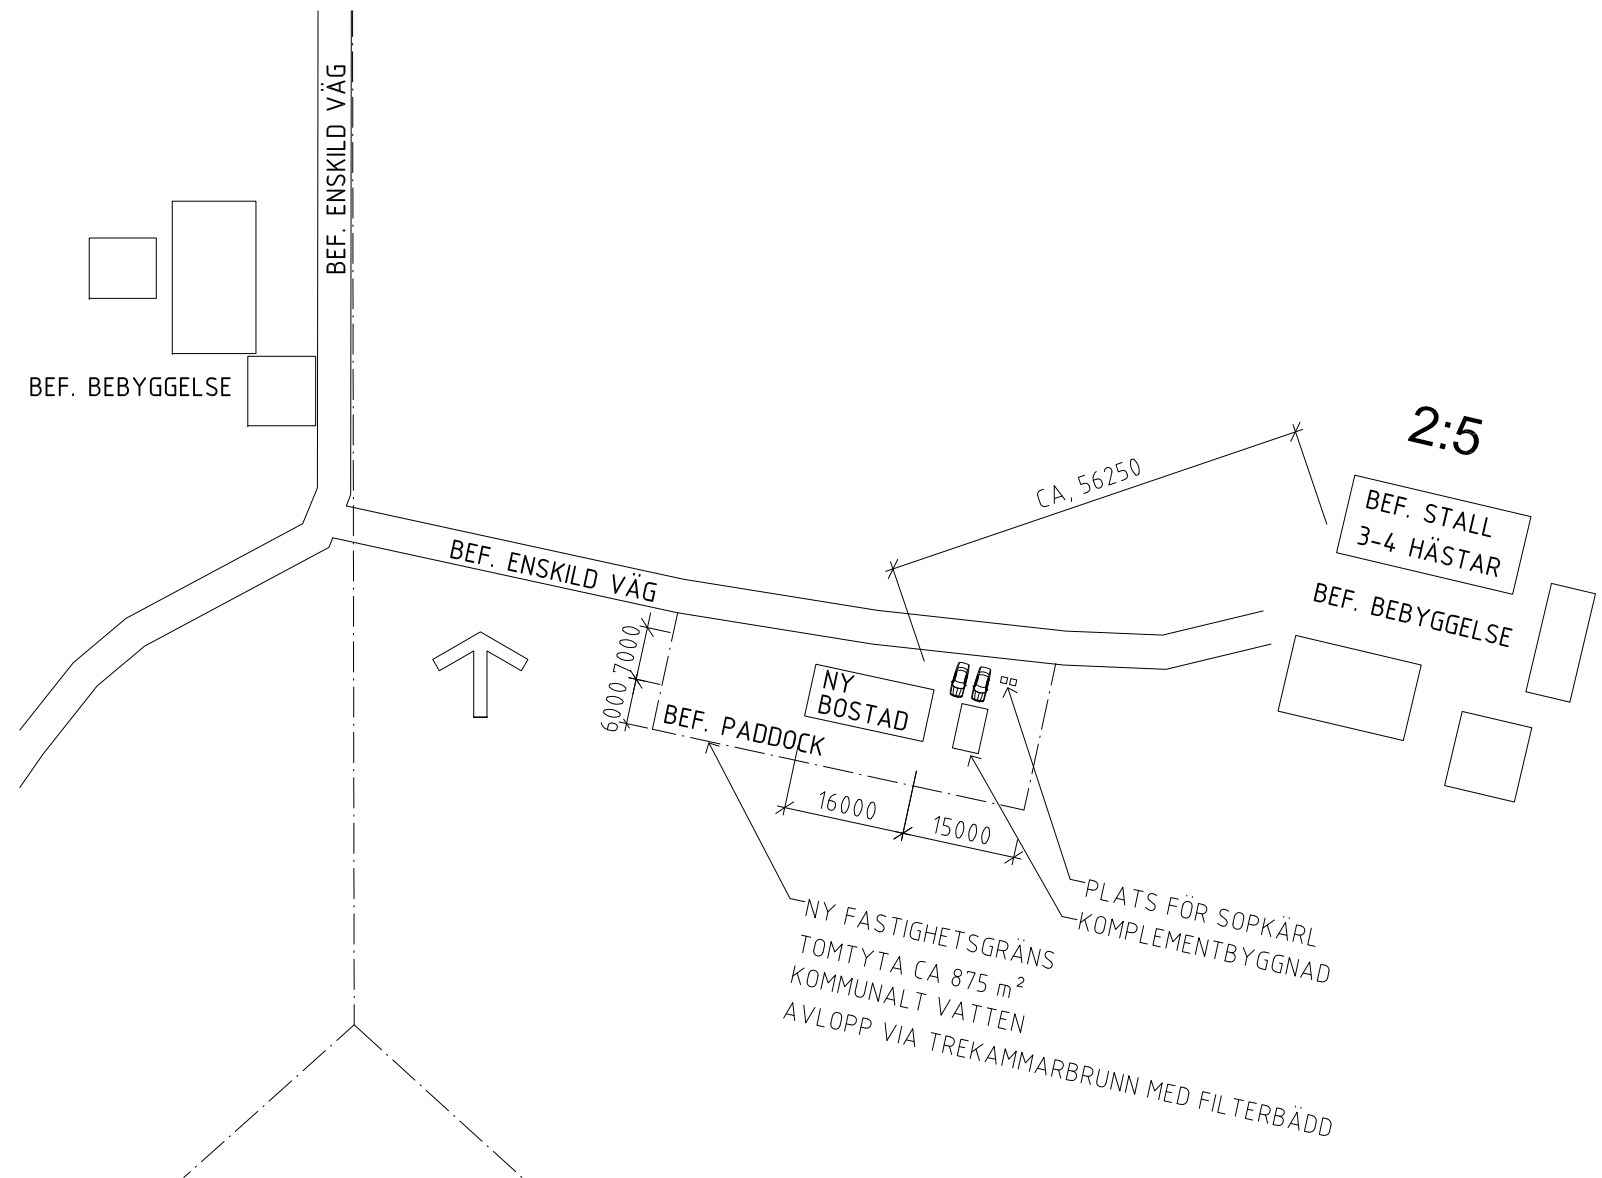 BEF. ENSKILD VÄG
BEF. BEBYGGELSE
2:5
CA, 56250
BEF. STALL
3-4 HÄSTAR
BEF. ENSKILD VÄG
BEF. BEBYGGELSE
7000
6000
NY
BOSTAD
BEF. PADDOCK
16000
15000
PLATS FÖR SOPKÄRL
KOMPLEMENTBYGGNAD
NY FASTIGHETSGRÄNS
TOMTYTA CA 875 m²
KOMMUNALT VATTEN
AVLOPP VIA TREKAMMARBRUNN MED FILTERBÄDD